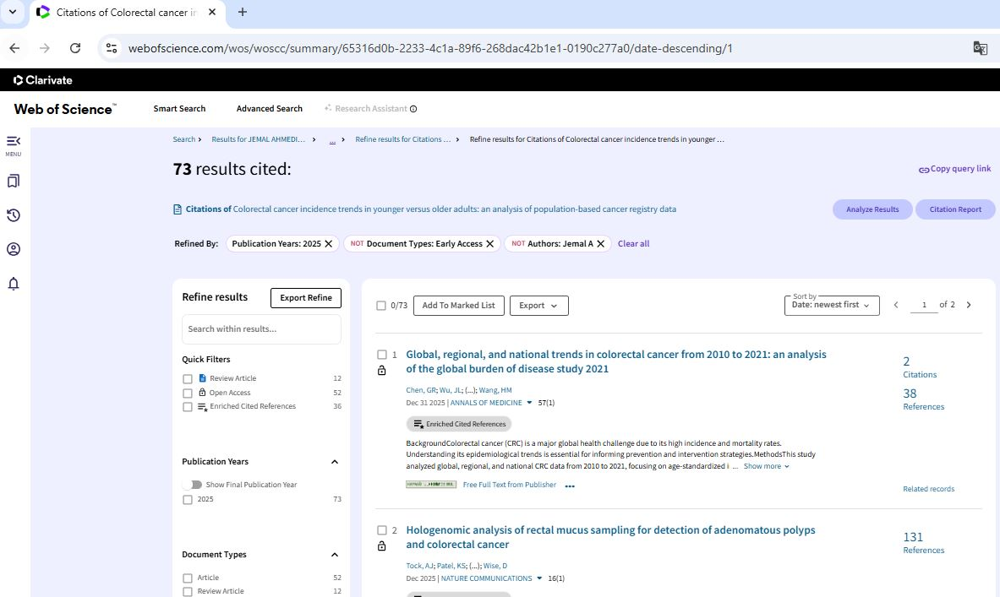 Citations of Colorectal cancer in
webofscience.com/wos/woscc/summary/65316d0b-2233-4c1a-89f6-268dac42b1e1-0190c277a0/date-descending/1
Clarivate
Web of Science™
Smart Search
Advanced Search
Research Assistant
MENU
Search > Results for JEMAL AHMEDI... > ... > Refine results for Citations ... > Refine results for Citations of Colorectal cancer incidence trends in younger ...
73 results cited:
Copy query link
Citations of Colorectal cancer incidence trends in younger versus older adults: an analysis of population-based cancer registry data
Analyze Results
Citation Report
Refined By:
Publication Years: 2025
NOT Document Types: Early Access
NOT Authors: Jemal A
Clear all
Refine results
Export Refine
Search within results...
Quick Filters
Review Article 12
Open Access 52
Enriched Cited References 36
Publication Years
Show Final Publication Year
2025 73
Document Types
Article 52
Review Article 12
0/73
Add To Marked List
Export
Sort by
Date: newest first
1 of 2
1
Global, regional, and national trends in colorectal cancer from 2010 to 2021: an analysis
of the global burden of disease study 2021
Chen, GR; Wu, JL; (...); Wang, HM
Dec 31 2025 | ANNALS OF MEDICINE 57(1)
Enriched Cited References
BackgroundColorectal cancer (CRC) is a major global health challenge due to its high incidence and mortality rates.
Understanding its epidemiological trends is essential for informing prevention and intervention strategies.MethodsThis study
analyzed global, regional, and national CRC data from 2010 to 2021, focusing on age-standardized i ... Show more
Free Full Text from Publisher
2
Citations
38
References
Related records
2
Hologenomic analysis of rectal mucus sampling for detection of adenomatous polyps
and colorectal cancer
Tock, AJ; Patel, KS; (...); Wise, D
Dec 2025 | NATURE COMMUNICATIONS 16(1)
131
References